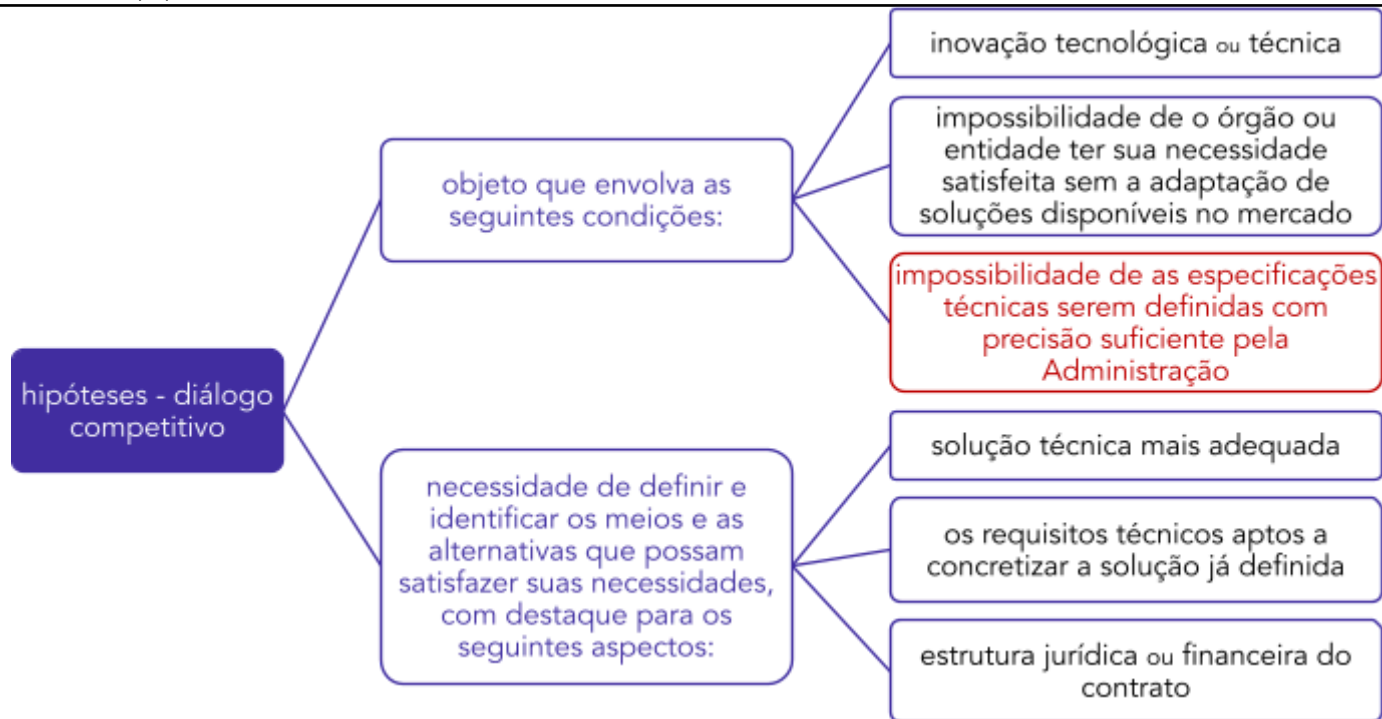 hipóteses - diálogo
competitivo
objeto que envolva as
seguintes condições:
inovação tecnológica ou técnica
impossibilidade de o órgão ou
entidade ter sua necessidade
satisfeita sem a adaptação de
soluções disponíveis no mercado
impossibilidade de as especificações
técnicas serem definidas com
precisão suficiente pela
Administração
necessidade de definir e
identificar os meios e as
alternativas que possam
satisfazer suas necessidades,
com destaque para os
seguintes aspectos:
solução técnica mais adequada
os requisitos técnicos aptos a
concretizar a solução já definida
estrutura jurídica ou financeira do
contrato